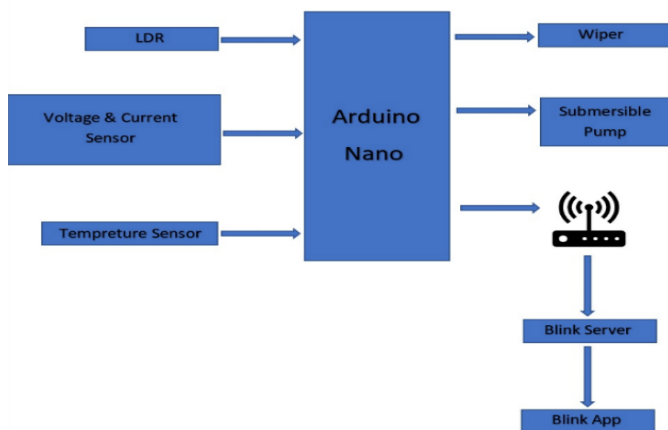 LDR
Voltage & Current
Sensor
Tempreture Sensor
Arduino
Nano
Wiper
Submersible
Pump
Blink Server
Blink App